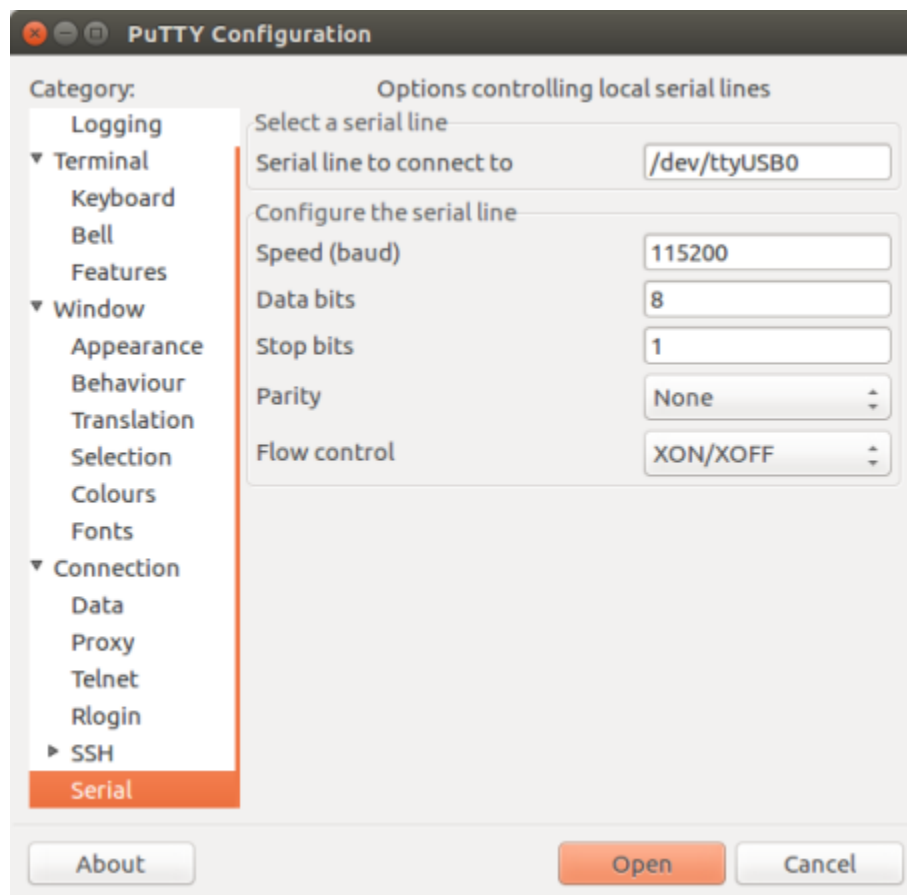 PuTTY Configuration
Category:
Logging
Terminal
Keyboard
Bell
Features
Window
Appearance
Behaviour
Translation
Selection
Colours
Fonts
Connection
Data
Proxy
Telnet
Rlogin
SSH
Serial
Options controlling local serial lines
Select a serial line
Serial line to connect to /dev/ttyUSB0
Configure the serial line
Speed (baud) 115200
Data bits 8
Stop bits 1
Parity None
Flow control XON/XOFF
About Open Cancel